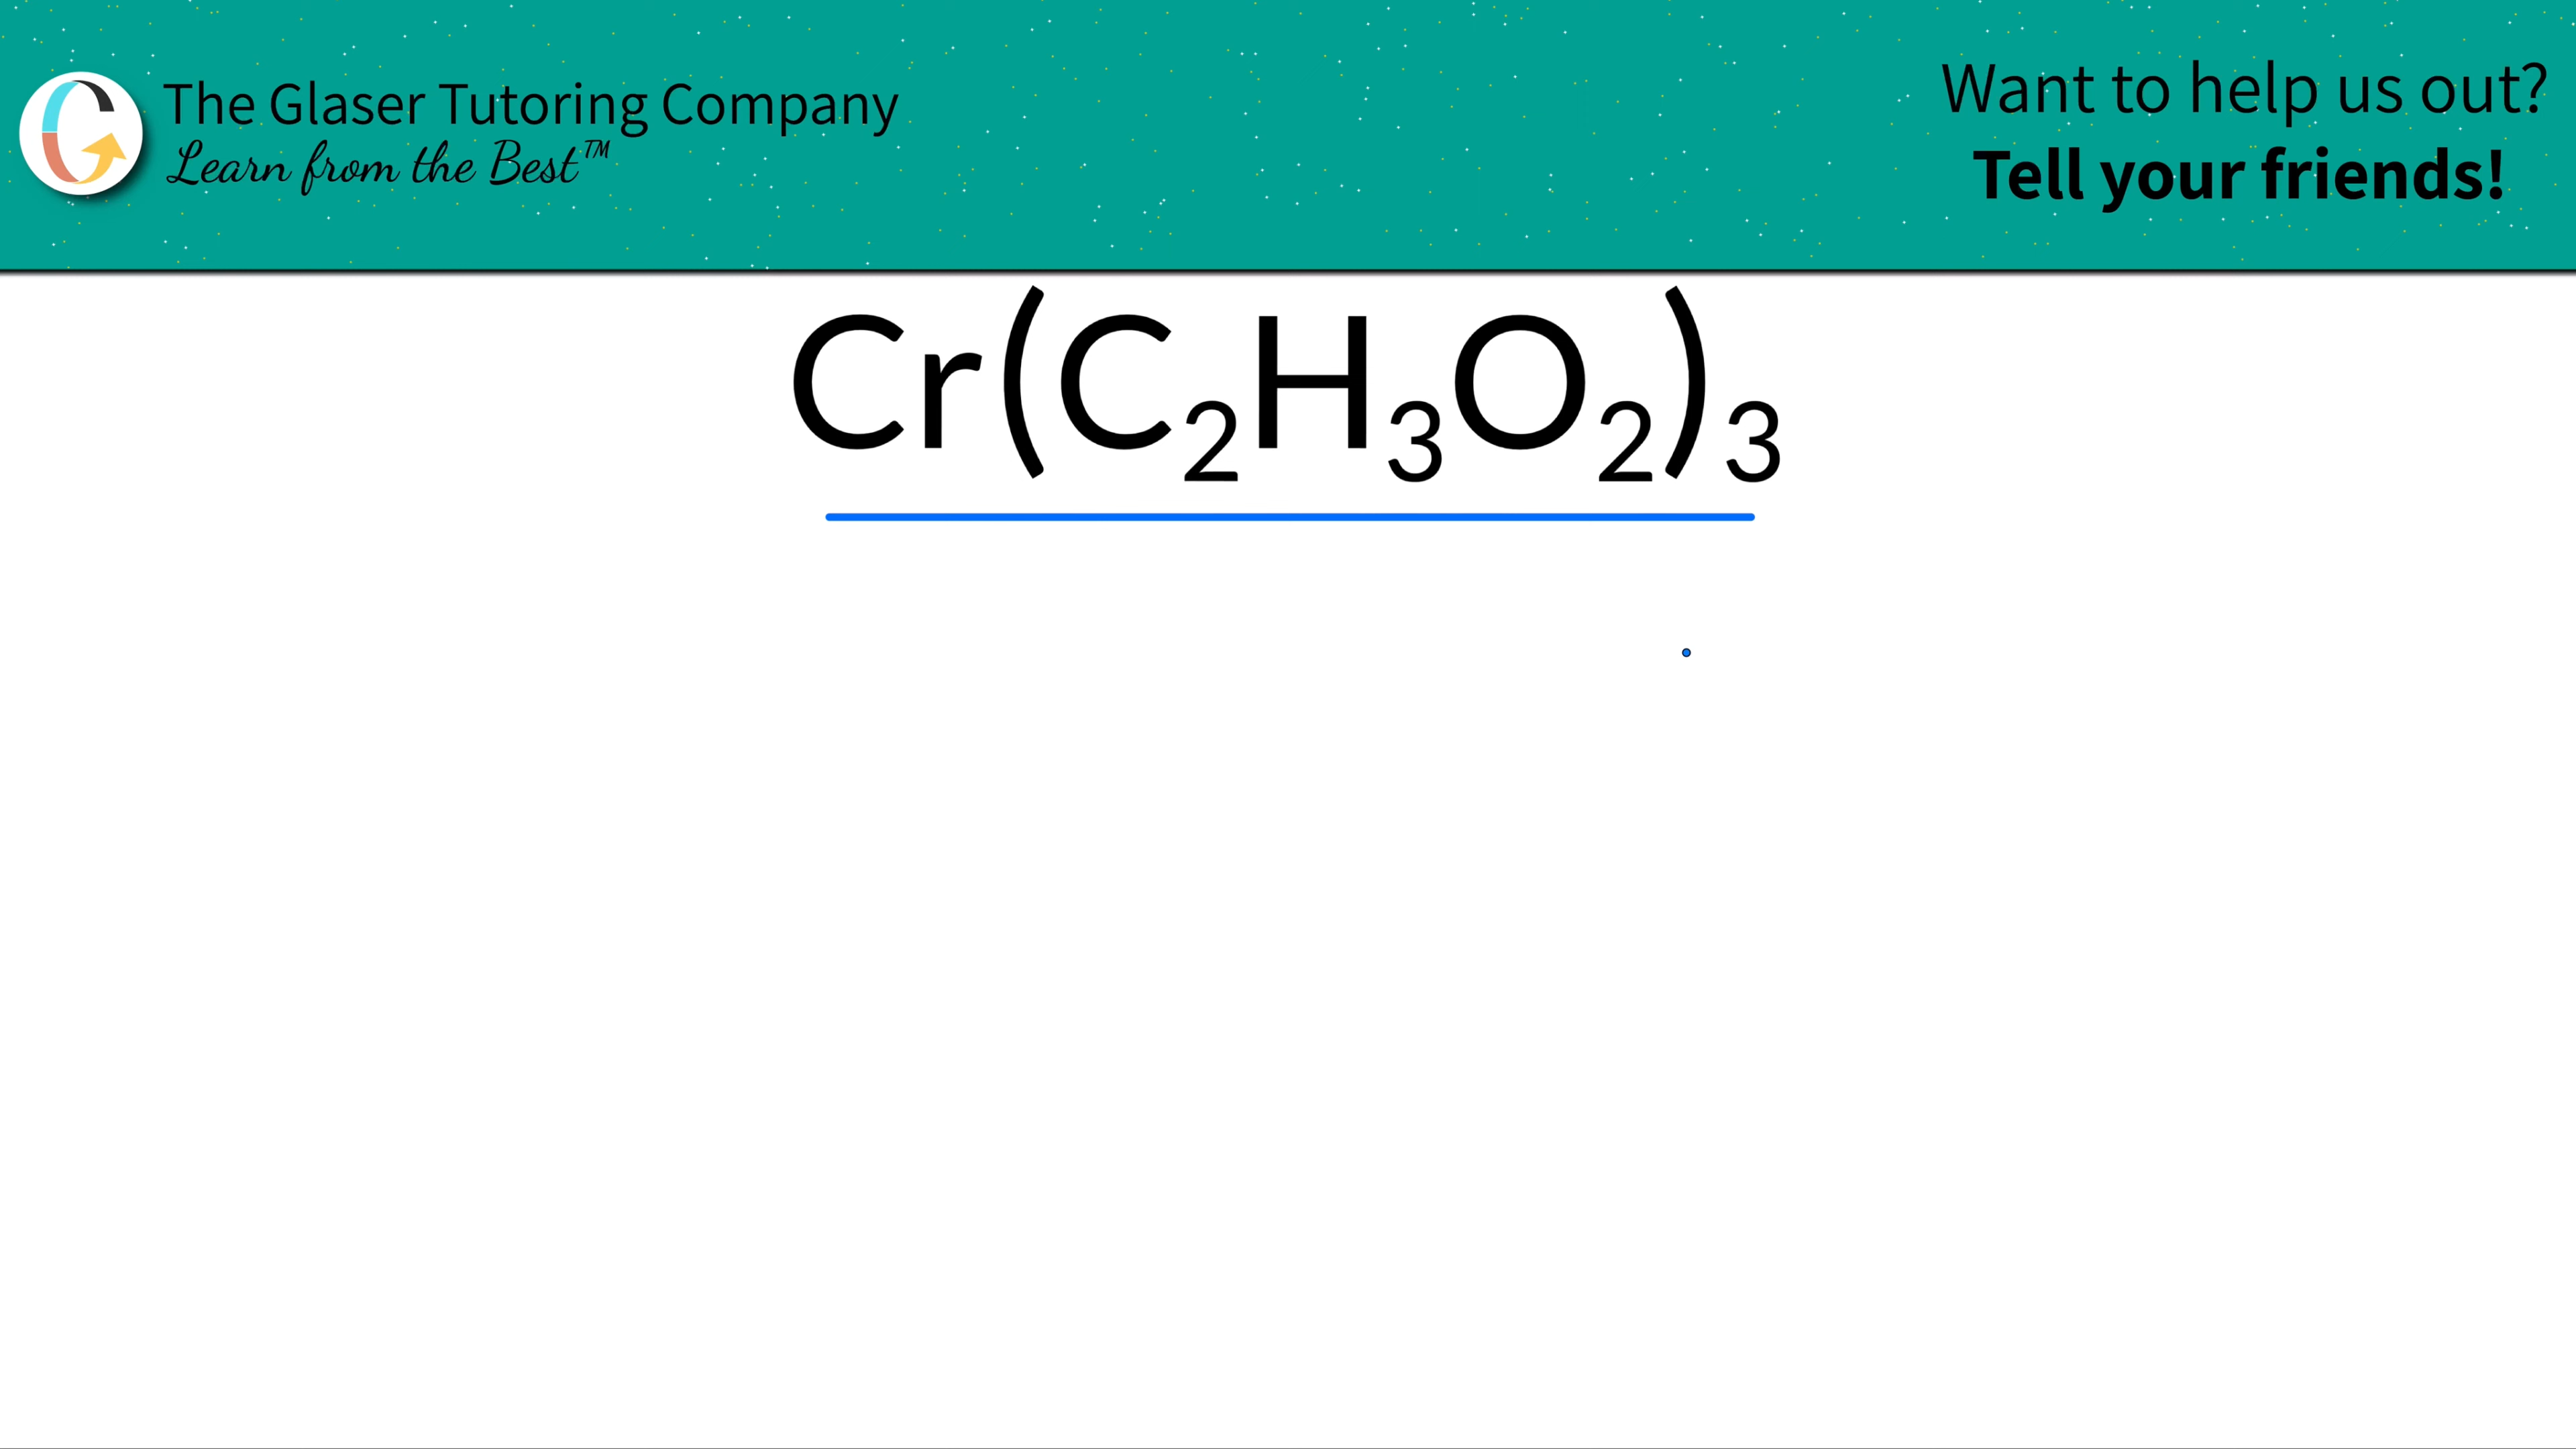 The Glaser Tutoring Company
Learn from the Best™
Want to help us out?
Tell your friends!
Cr(C₂H₃O₂)₃